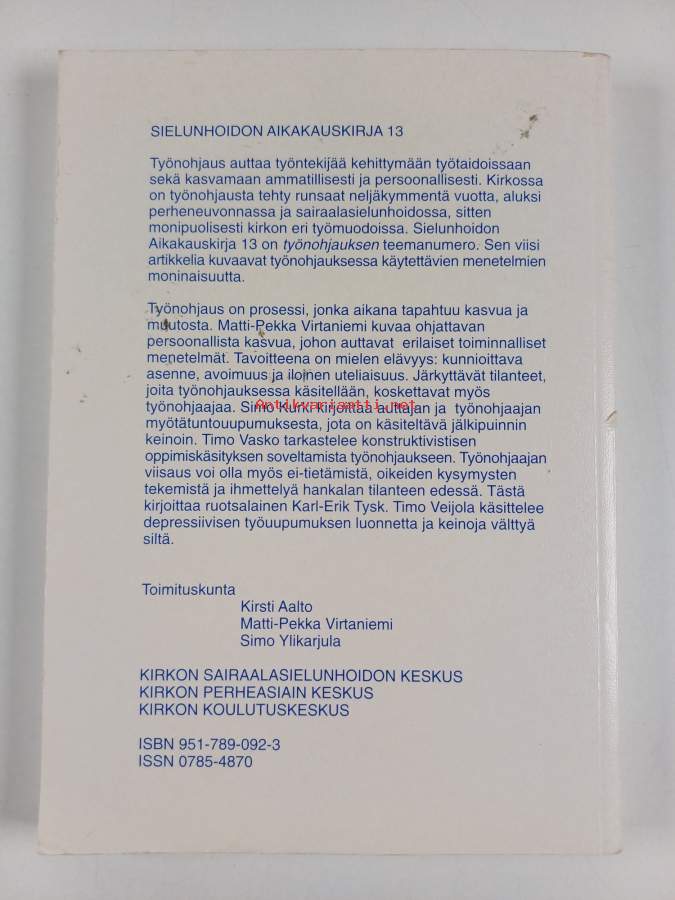 SIELUNHOIDON AIKAKAUSKIRJA 13
Työnohjaus auttaa työntekijää kehittymään työtaidoissaan
sekä kasvamaan ammatillisesti ja persoonallisesti. Kirkossa
on työnohjausta tehty runsaat neljäkymmentä vuotta, aluksi
perheneuvonnassa ja sairaalasielunhoidossa, sitten
monipuolisesti kirkon eri työmuodoissa. Sielunhoidon
Aikakauskirja 13 on työnohjauksen teemanumero. Sen viisi
artikkelia kuvaavat työnohjauksessa käytettävien menetelmien
moninaisuutta.
Työnohjaus on prosessi, jonka aikana tapahtuu kasvua ja
muutosta. Matti-Pekka Virtaniemi kuvaa ohjattavan
persoonallista kasvua, johon auttavat erilaiset toiminnalliset
menetelmät. Tavoitteena on mielen elävyys: kunnioittava
asenne, avoimuus ja iloinen uteliaisuus. Järkyttävät tilanteet,
joita työnohjauksessa käsitellään, koskettavat myös
työnohjaajaa. Simo Kurki kirjoittaa auttajan ja työnohjaajan
Antikvariaatti.net
myötätuntouupumuksesta, jota on käsiteltävä jälkipuinnin
keinoin. Timo Vasko tarkastelee konstruktivistisen
oppimiskäsityksen soveltamista työnohjaukseen. Työnohjaajan
viisaus voi olla myös ei-tietämistä, oikeiden kysymysten
tekemistä ja ihmettelyä hankalan tilanteen edessä. Tästä
kirjoittaa ruotsalainen Karl-Erik Tysk. Timo Veijola käsittelee
depressiivisen työuupumuksen luonnetta ja keinoja välttyä
siltä.
Toimituskunta
Kirsti Aalto
Matti-Pekka Virtaniemi
Simo Ylikarjula
KIRKON SAIRAALASIELUNHOIDON KESKUS
KIRKON PERHEASIAIN KESKUS
KIRKON KOULUTUSKESKUS
ISBN 951-789-092-3
ISSN 0785-4870